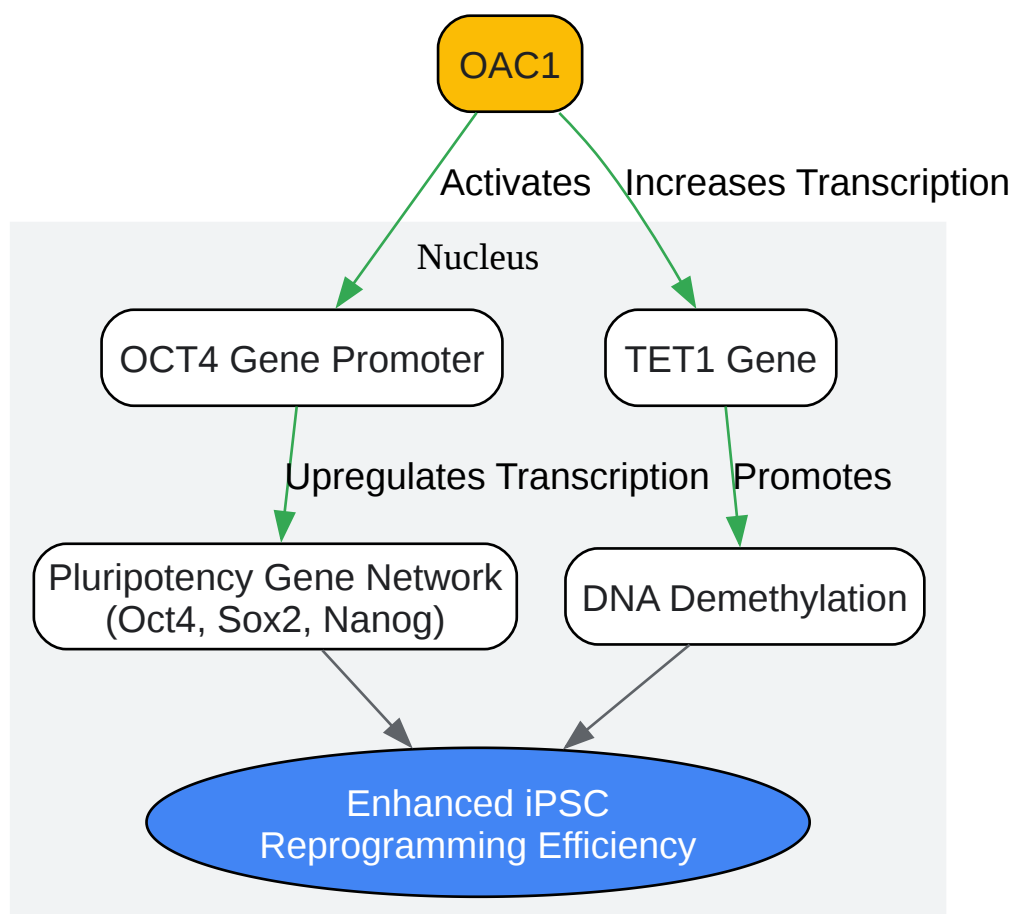 OAC1
Activates
Increases Transcription
Nucleus
OCT4 Gene Promoter
TET1 Gene
Upregulates Transcription
Promotes
Pluripotency Gene Network
(Oct4, Sox2, Nanog)
DNA Demethylation
Enhanced iPSC
Reprogramming Efficiency